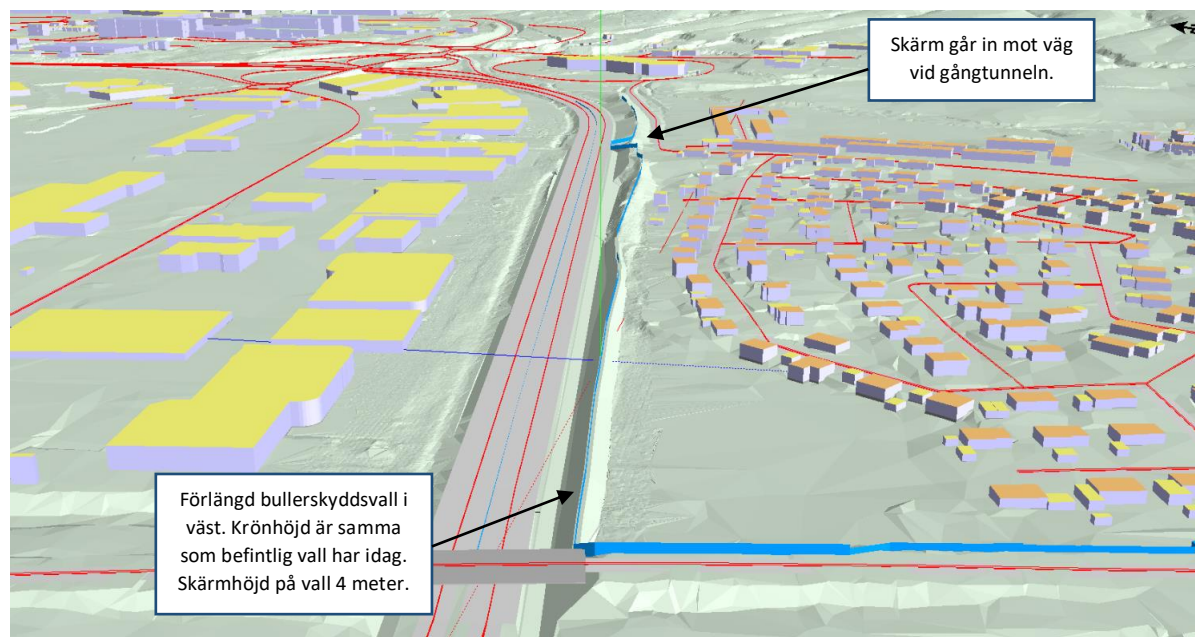 Skärm går in mot väg
vid gångtunneln.
Förlängd bullerskyddsvall i
väst. Krönhöjd är samma
som befintlig vall har idag.
Skärmhöjd på vall 4 meter.